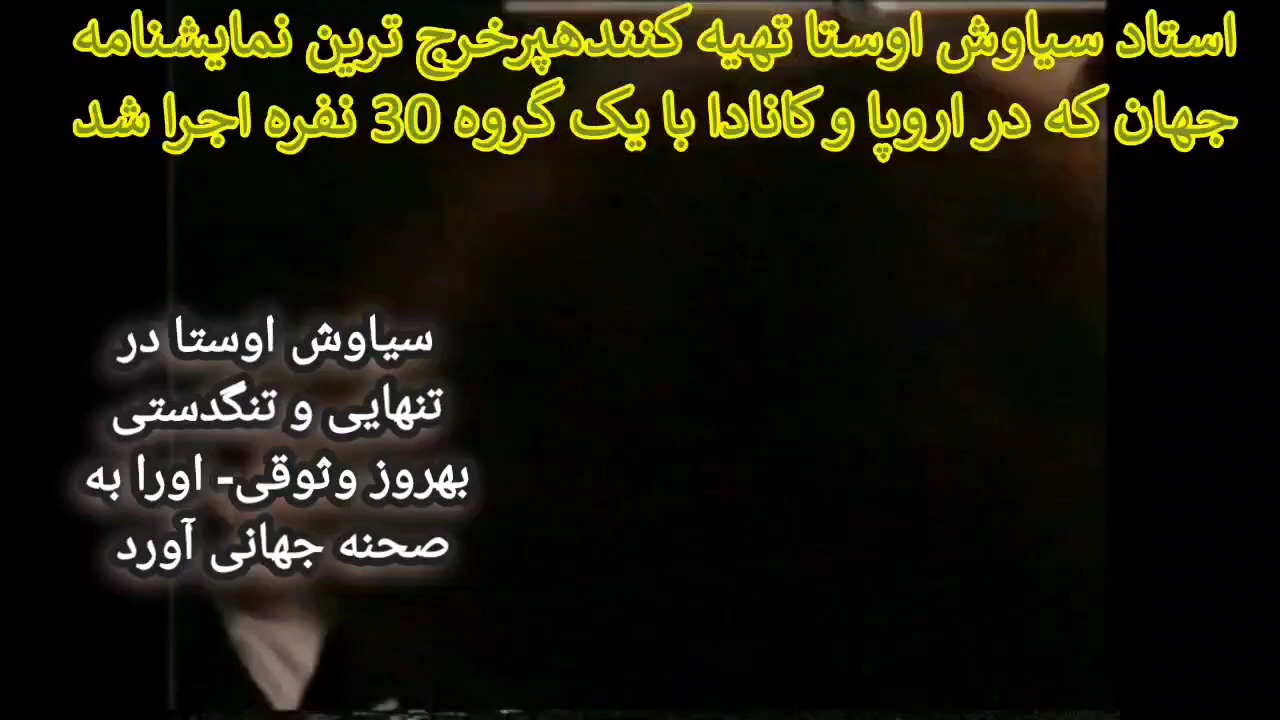 استاد سیاوش اوستا تهیه کنندهپرخرج ترین نمایشنامه
جهان که در اروپا و کانادا با یک گروه 30 نفره اجرا شد
سیاوش اوستا در
تنهایی و تنگدستی
بهروز وثوقی- اورا به
صحنه جهانی آورد